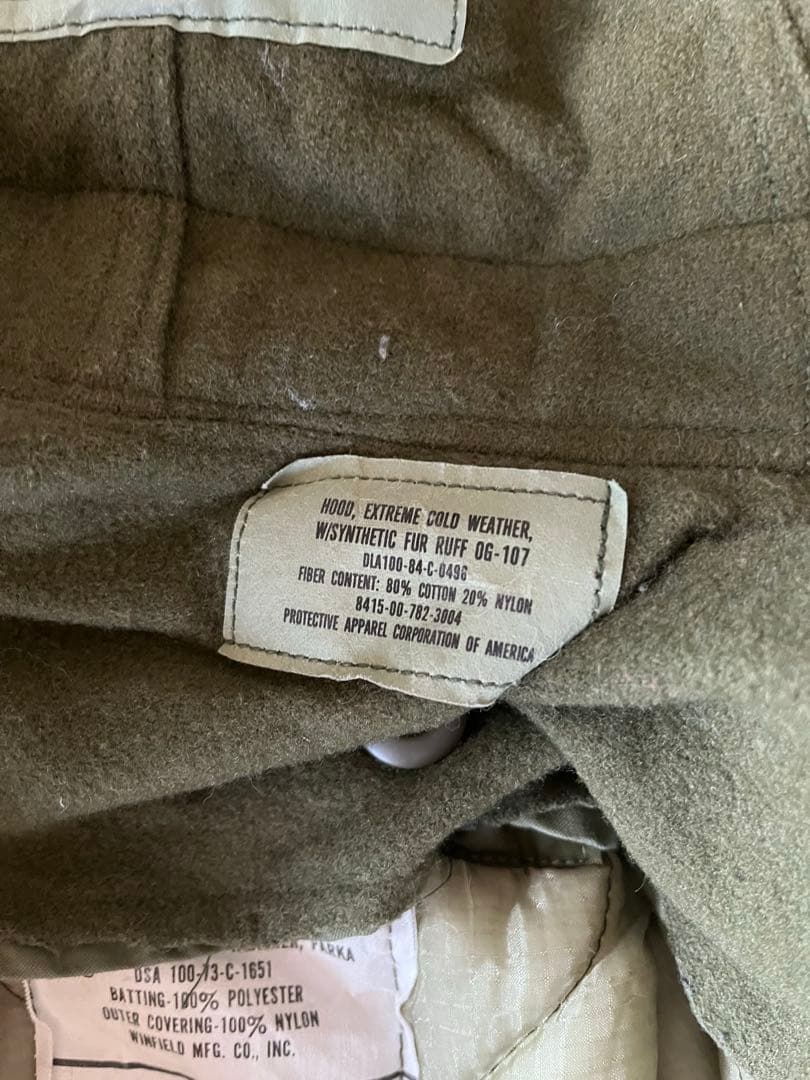 HOOD, EXTREME COLD WEATHER,
W/SYNTHETIC FUR RUFF OG-107
DLA100-84-C-0496
FIBER CONTENT: 80% COTTON 20% NYLON
8415-00-782-3004
PROTECTIVE APPAREL CORPORATION OF AMERICA
PARKA
DSA 100-73-C-1651
BATTING-100% POLYESTER
OUTER COVERING-100% NYLON
WINFIELD MFG. CO., INC.